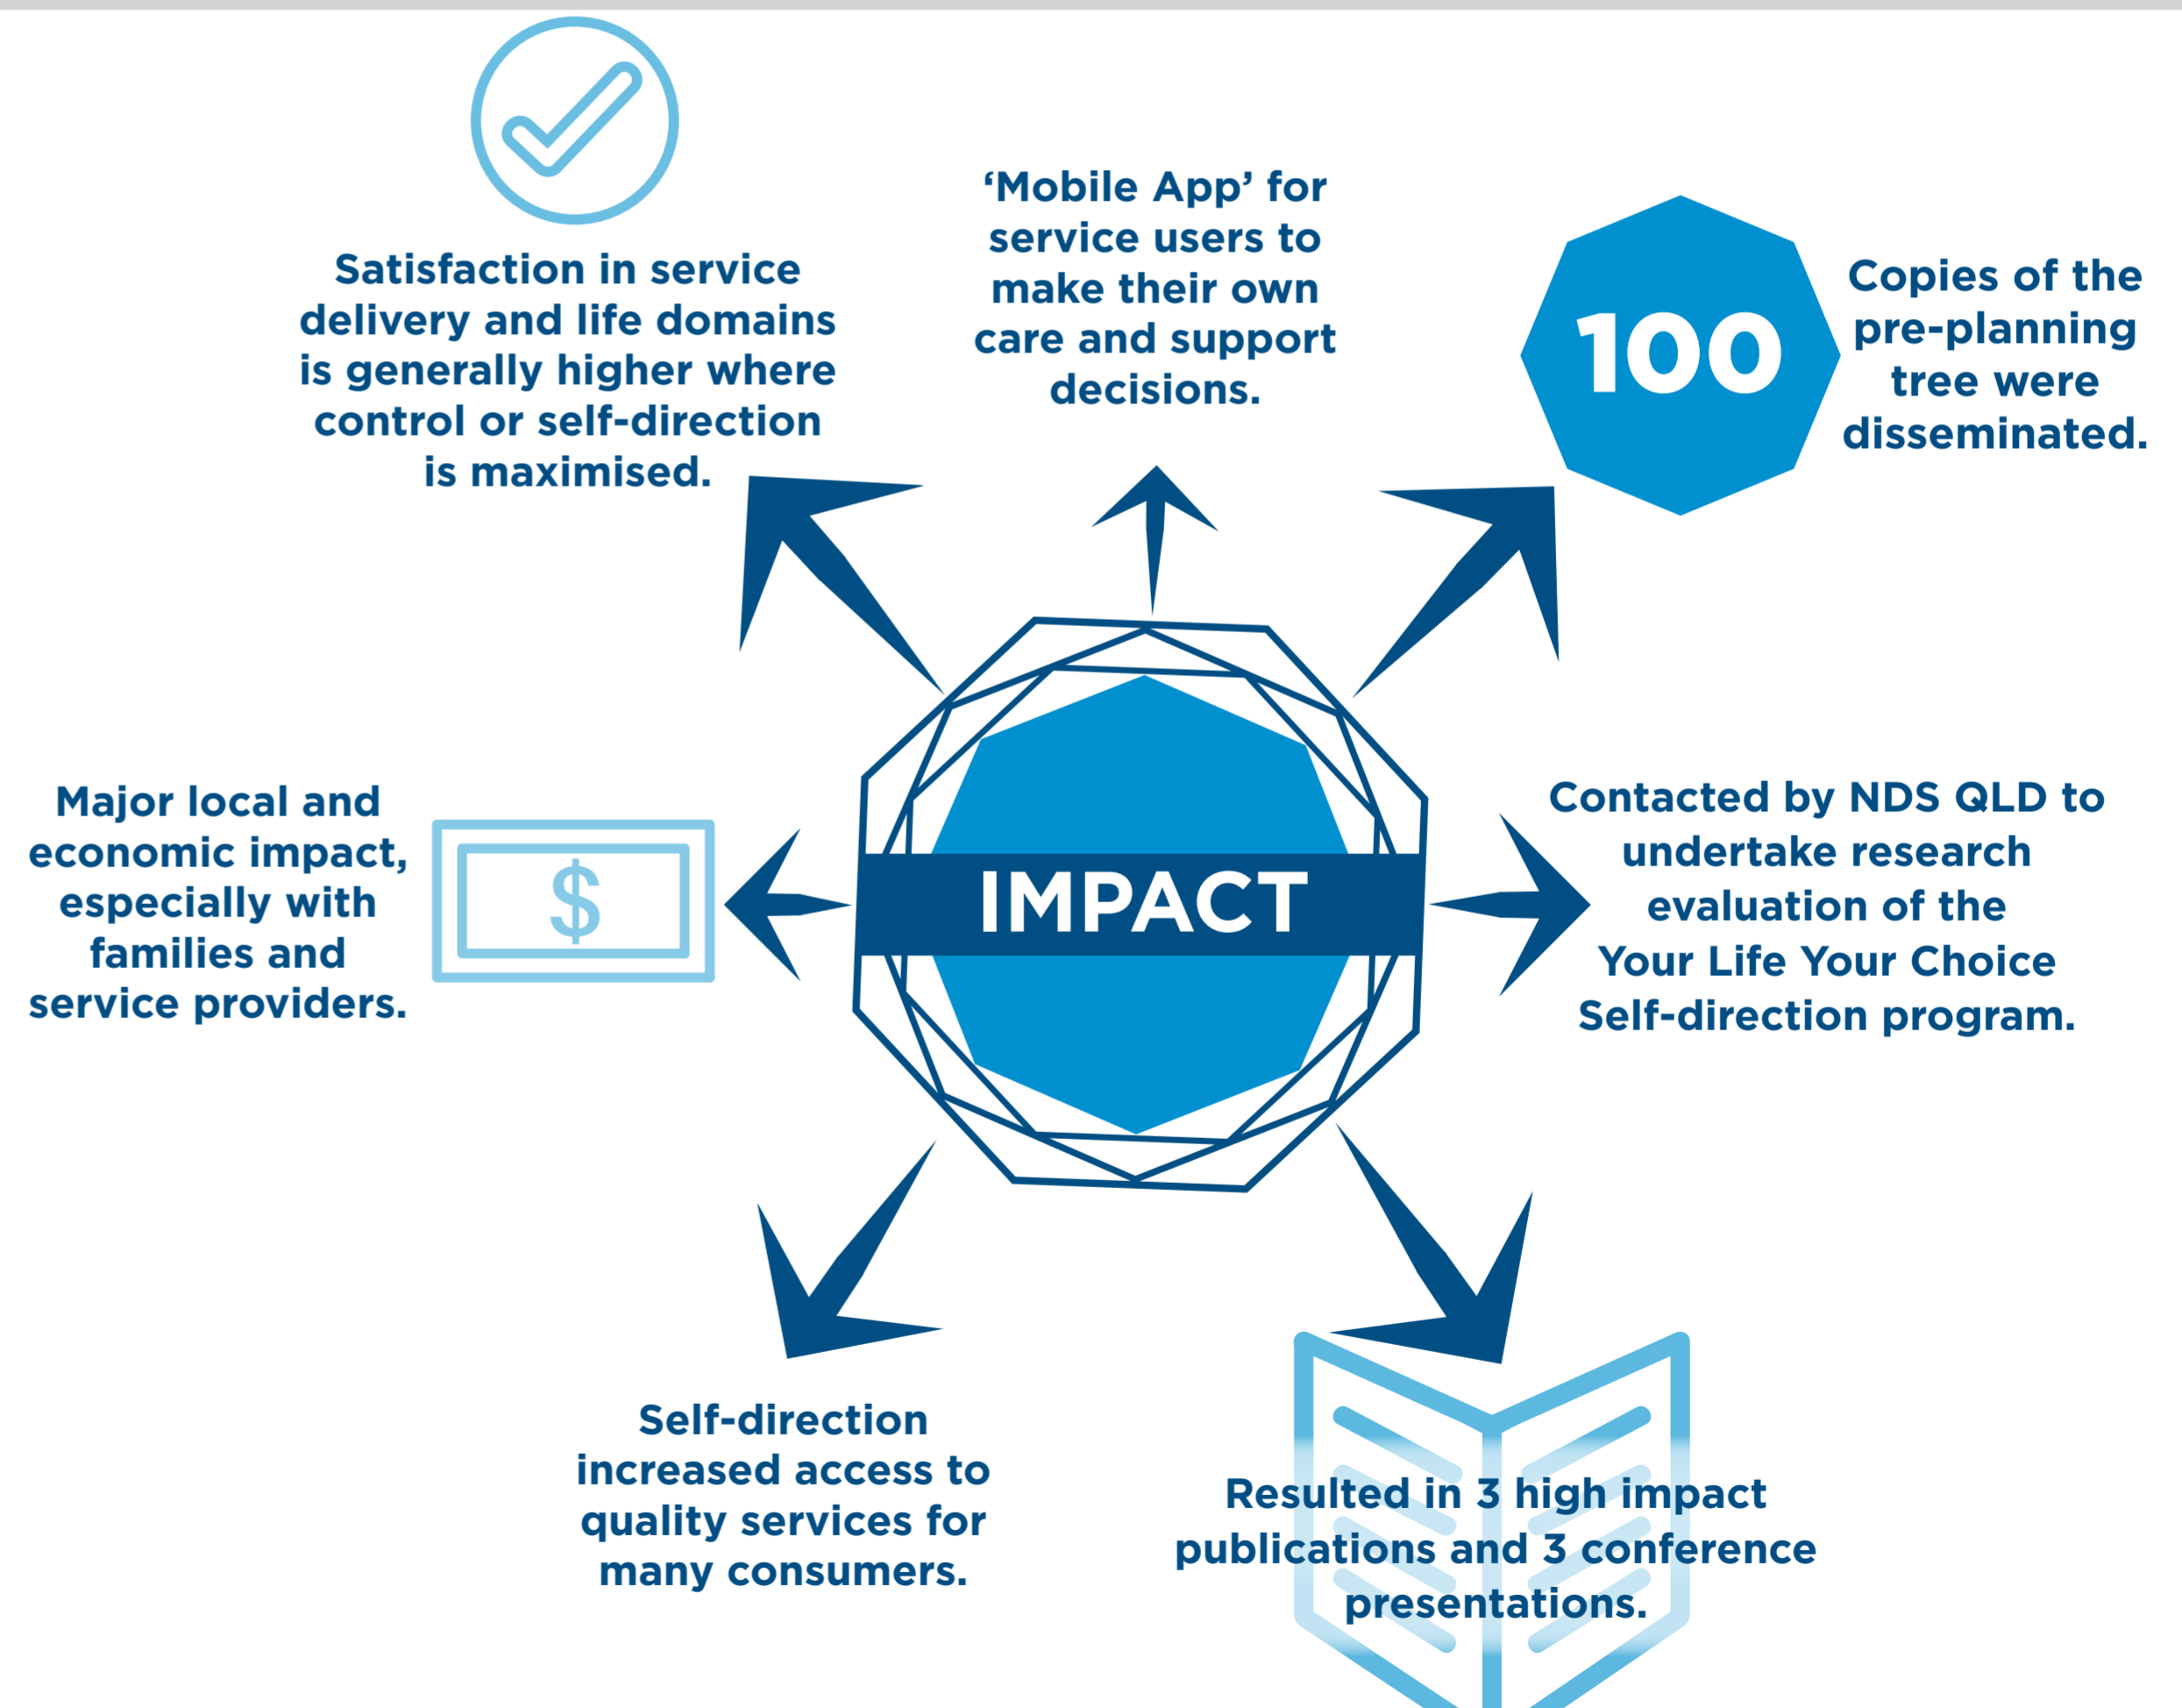 Satisfaction in service
delivery and life domains
is generally higher where
control or self-direction
is maximised.
‘Mobile App’ for
service users to
make their own
care and support
decisions.
100
Copies of the
pre-planning
tree were
disseminated.
Major local and
economic impact,
especially with
families and
service providers.
$
IMPACT
Contacted by NDS QLD to
undertake research
evaluation of the
Your Life Your Choice
Self-direction program.
Self-direction
increased access to
quality services for
many consumers.
Resulted in 3 high impact
publications and 3 conference
presentations.